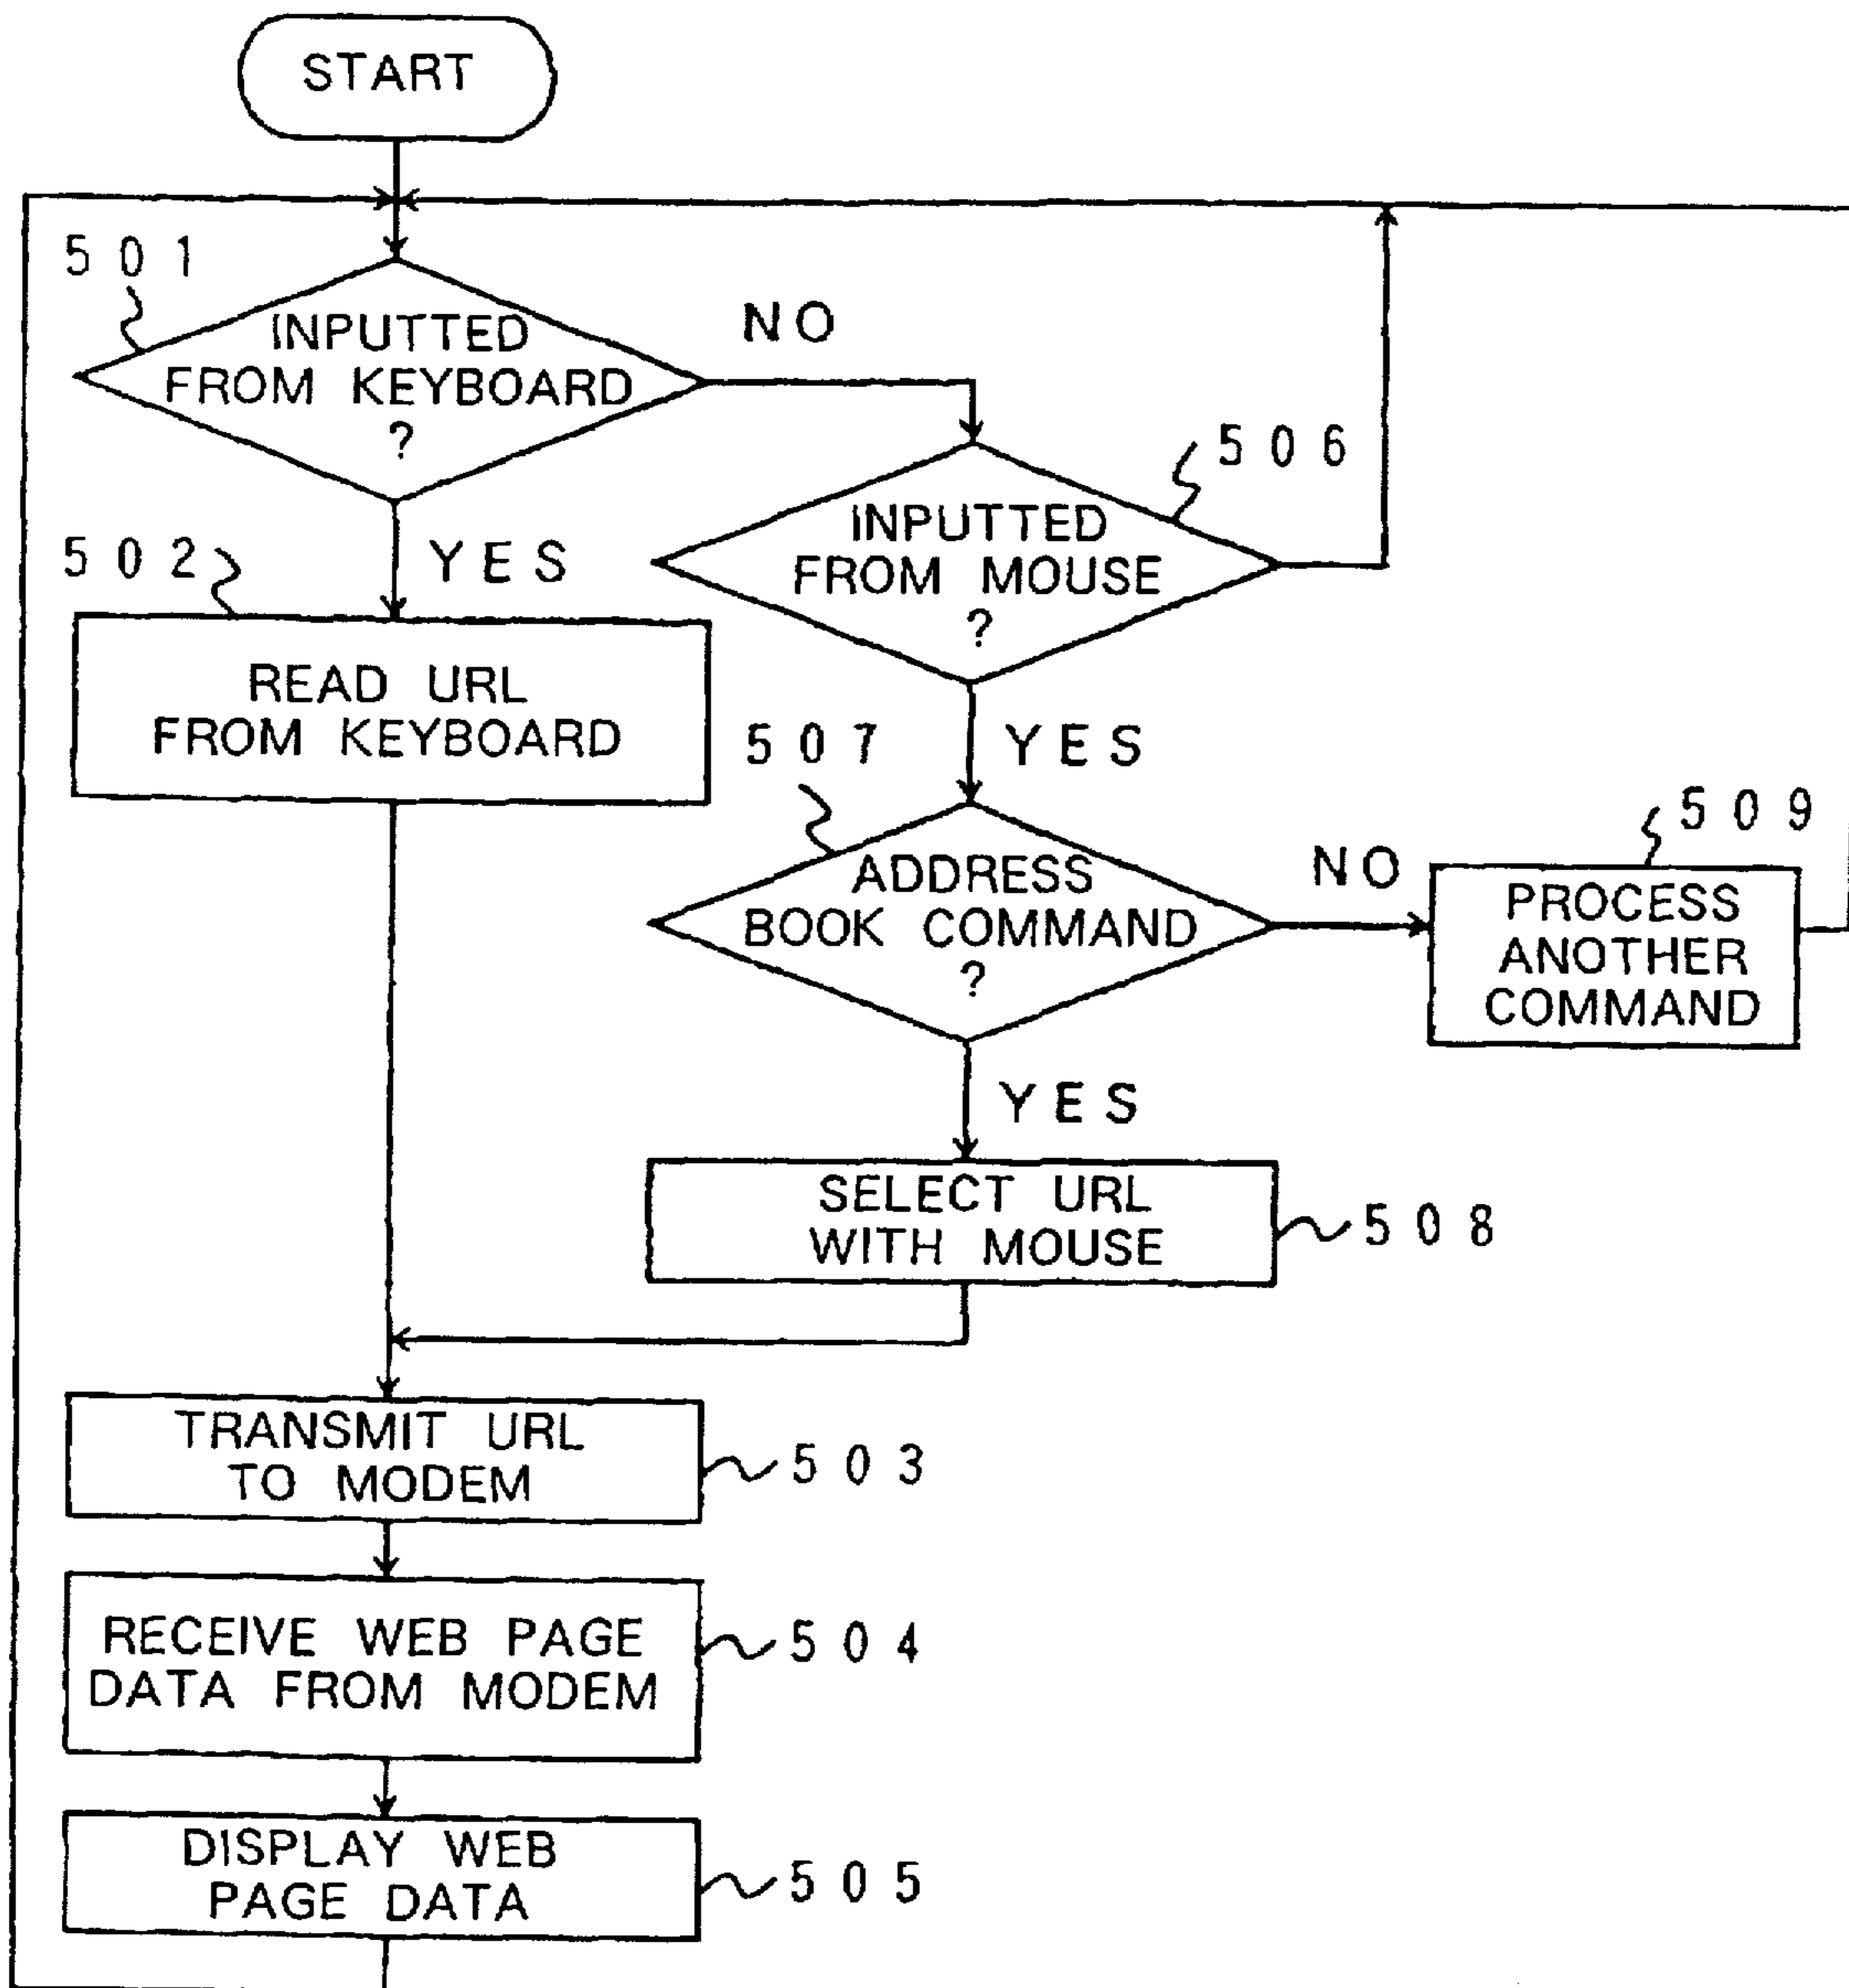 START
501
INPUTTED
FROM KEYBOARD
?
NO
506
INPUTTED
FROM MOUSE
?
YES
502
READ URL
FROM KEYBOARD
YES
507
ADDRESS
BOOK COMMAND
?
NO
509
PROCESS
ANOTHER
COMMAND
YES
SELECT URL
WITH MOUSE
508
TRANSMIT URL
TO MODEM
503
RECEIVE WEB PAGE
DATA FROM MODEM
504
DISPLAY WEB
PAGE DATA
505